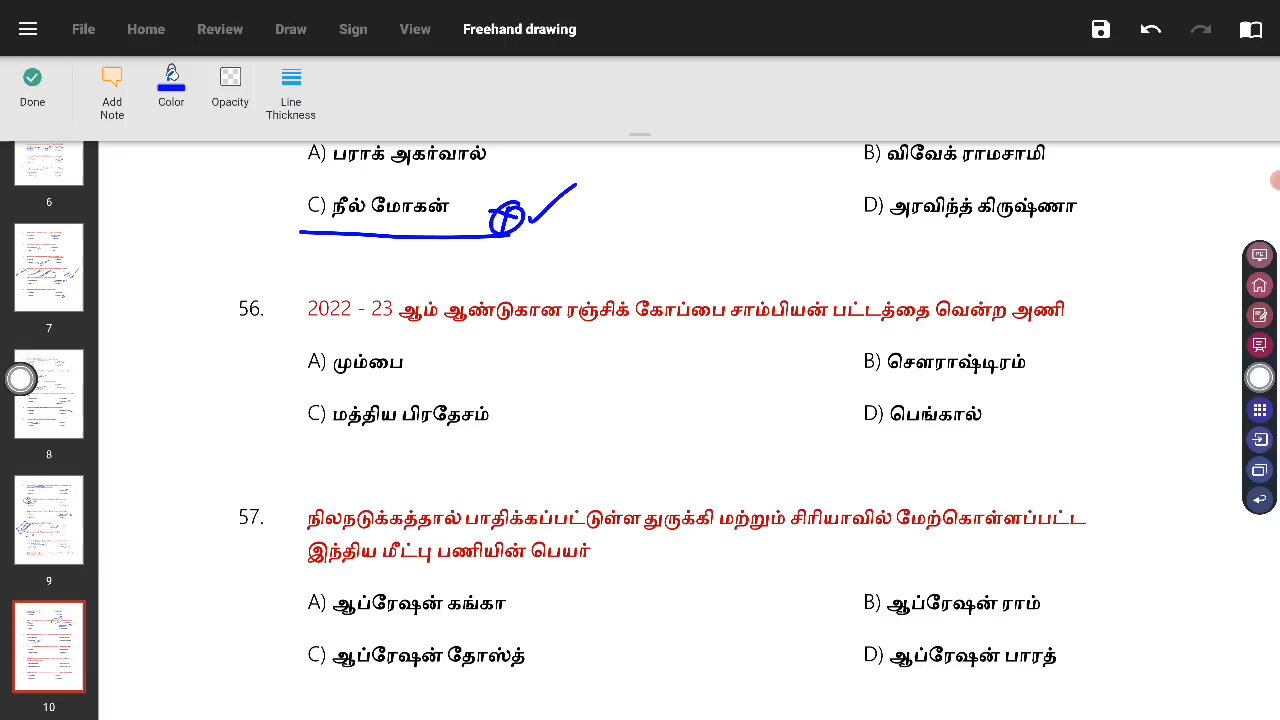 File Home Review Draw Sign View Freehand drawing
Done Add Note Color Opacity Line Thickness
A) பராக் அகர்வால் B) விவேக் ராமசாமி
C) நீல் மோகன் D) அரவிந்த் கிருஷ்ணா
56. 2022 - 23 ஆம் ஆண்டுகான ரஞ்சிக் கோப்பை சாம்பியன் பட்டத்தை வென்ற அணி
A) மும்பை B) சௌராஷ்டிரம்
C) மத்திய பிரதேசம் D) பெங்கால்
57. நிலநடுக்கத்தால் பாதிக்கப்பட்டுள்ள துருக்கி மற்றும் சிரியாவில் மேற்கொள்ளப்பட்ட
இந்திய மீட்பு பணியின் பெயர்
A) ஆப்ரேஷன் கங்கா B) ஆப்ரேஷன் ராம்
C) ஆப்ரேஷன் தோஸ்த் D) ஆப்ரேஷன் பாரத்
6
7
8
9
10